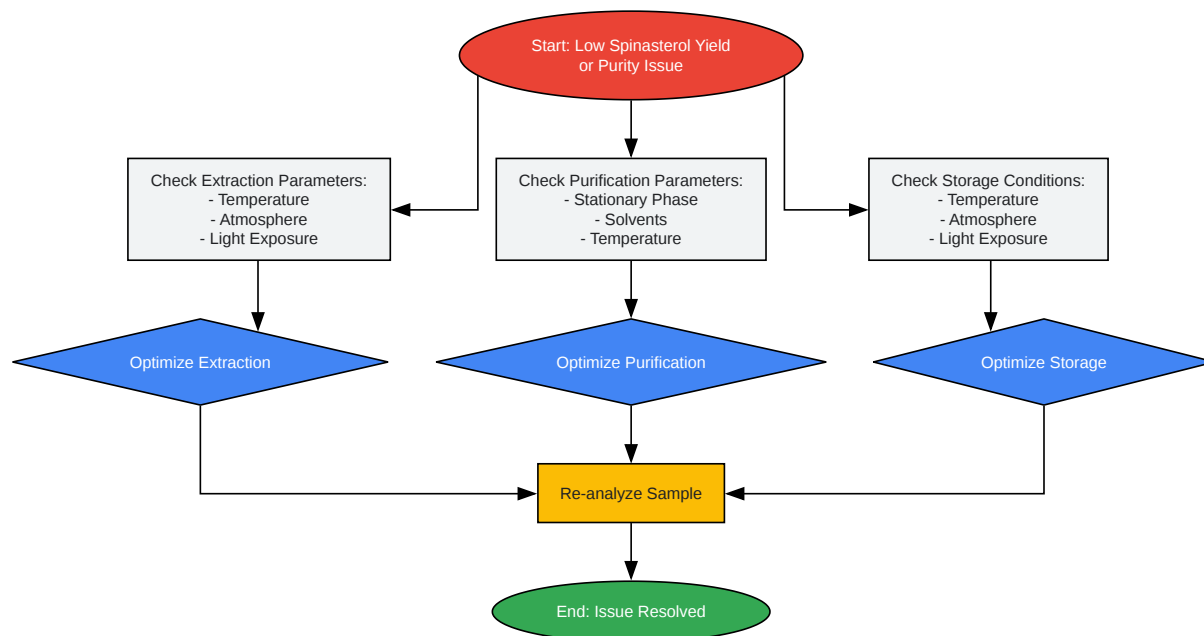 Start: Low Spinasterol Yield
or Purity Issue
Check Extraction Parameters:
- Temperature
- Atmosphere
- Light Exposure
Check Purification Parameters:
- Stationary Phase
- Solvents
- Temperature
Check Storage Conditions:
- Temperature
- Atmosphere
- Light Exposure
Optimize Extraction
Optimize Purification
Optimize Storage
Re-analyze Sample
End: Issue Resolved